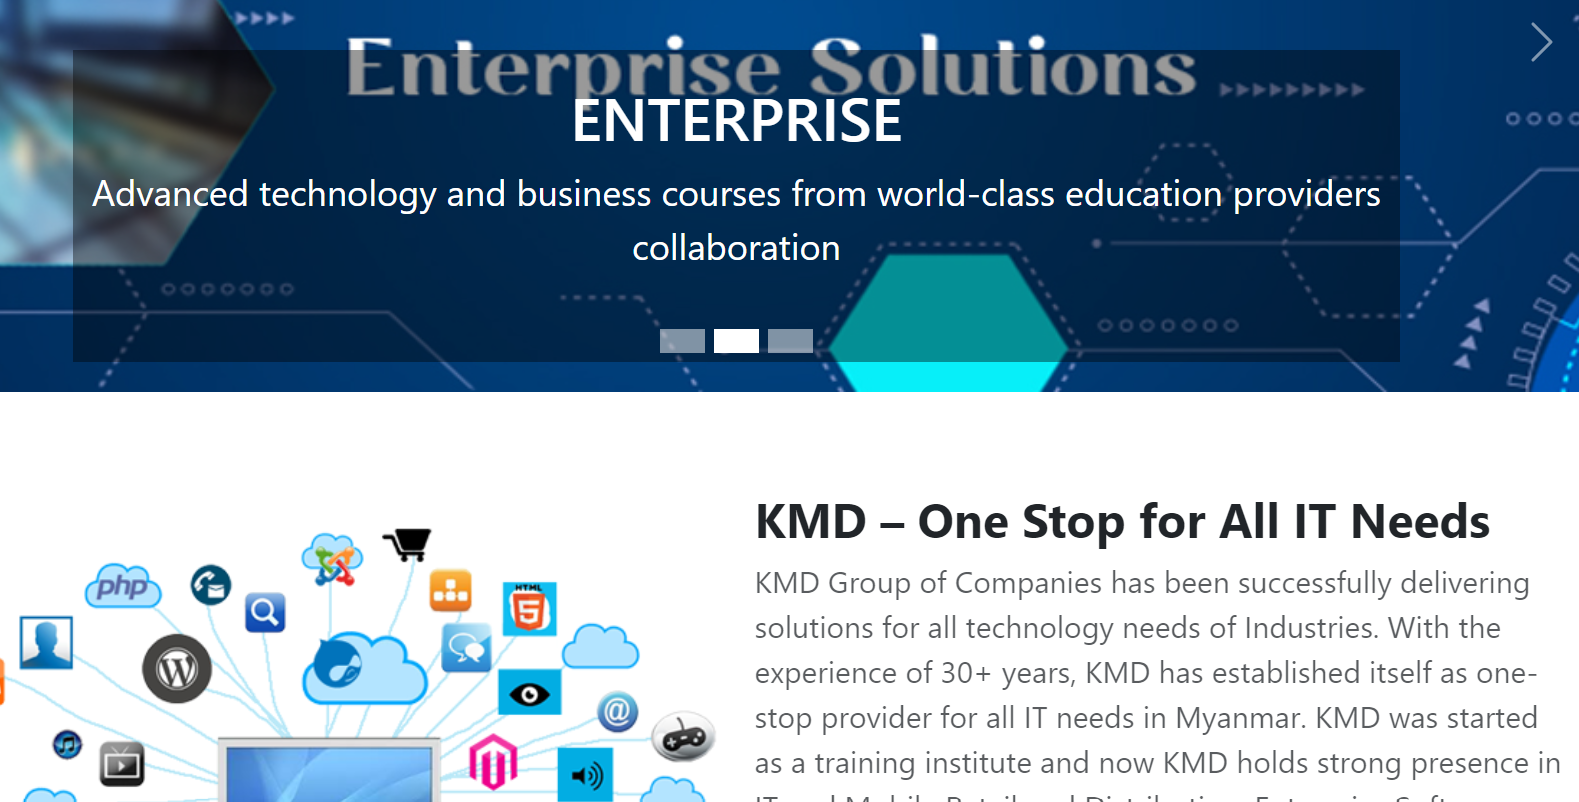 Enterprise Solutions
ENTERPRISE
Advanced technology and business courses from world-class education providers
collaboration
KMD – One Stop for All IT Needs
KMD Group of Companies has been successfully delivering
solutions for all technology needs of Industries. With the
experience of 30+ years, KMD has established itself as one-
stop provider for all IT needs in Myanmar. KMD was started
as a training institute and now KMD holds strong presence in
php
HTML
5
W
@